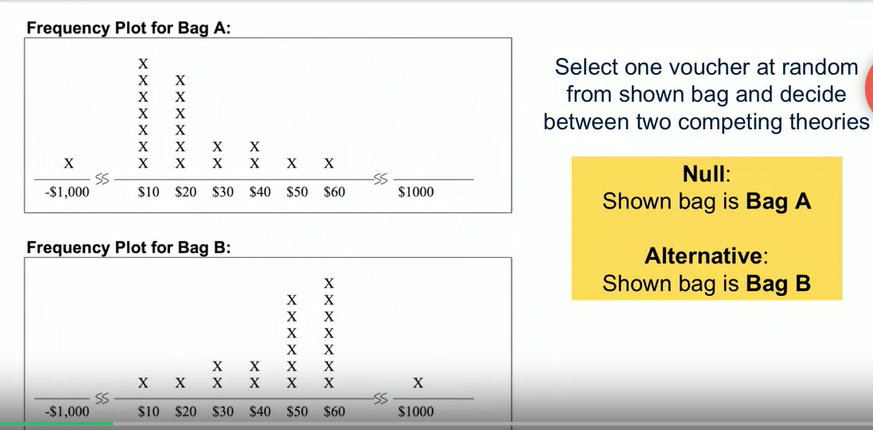 Frequency Plot for Bag A:
X
X X
X X
X X
X X
X X X X
X X X X X X X
-$1,000 $10 $20 $30 $40 $50 $60 $1000
Select one voucher at random
from shown bag and decide
between two competing theories
Null:
Shown bag is Bag A
Alternative:
Shown bag is Bag B
Frequency Plot for Bag B:
X
X X
X X
X X
X X
X X X X
X X X X X X X
-$1,000 $10 $20 $30 $40 $50 $60 $1000